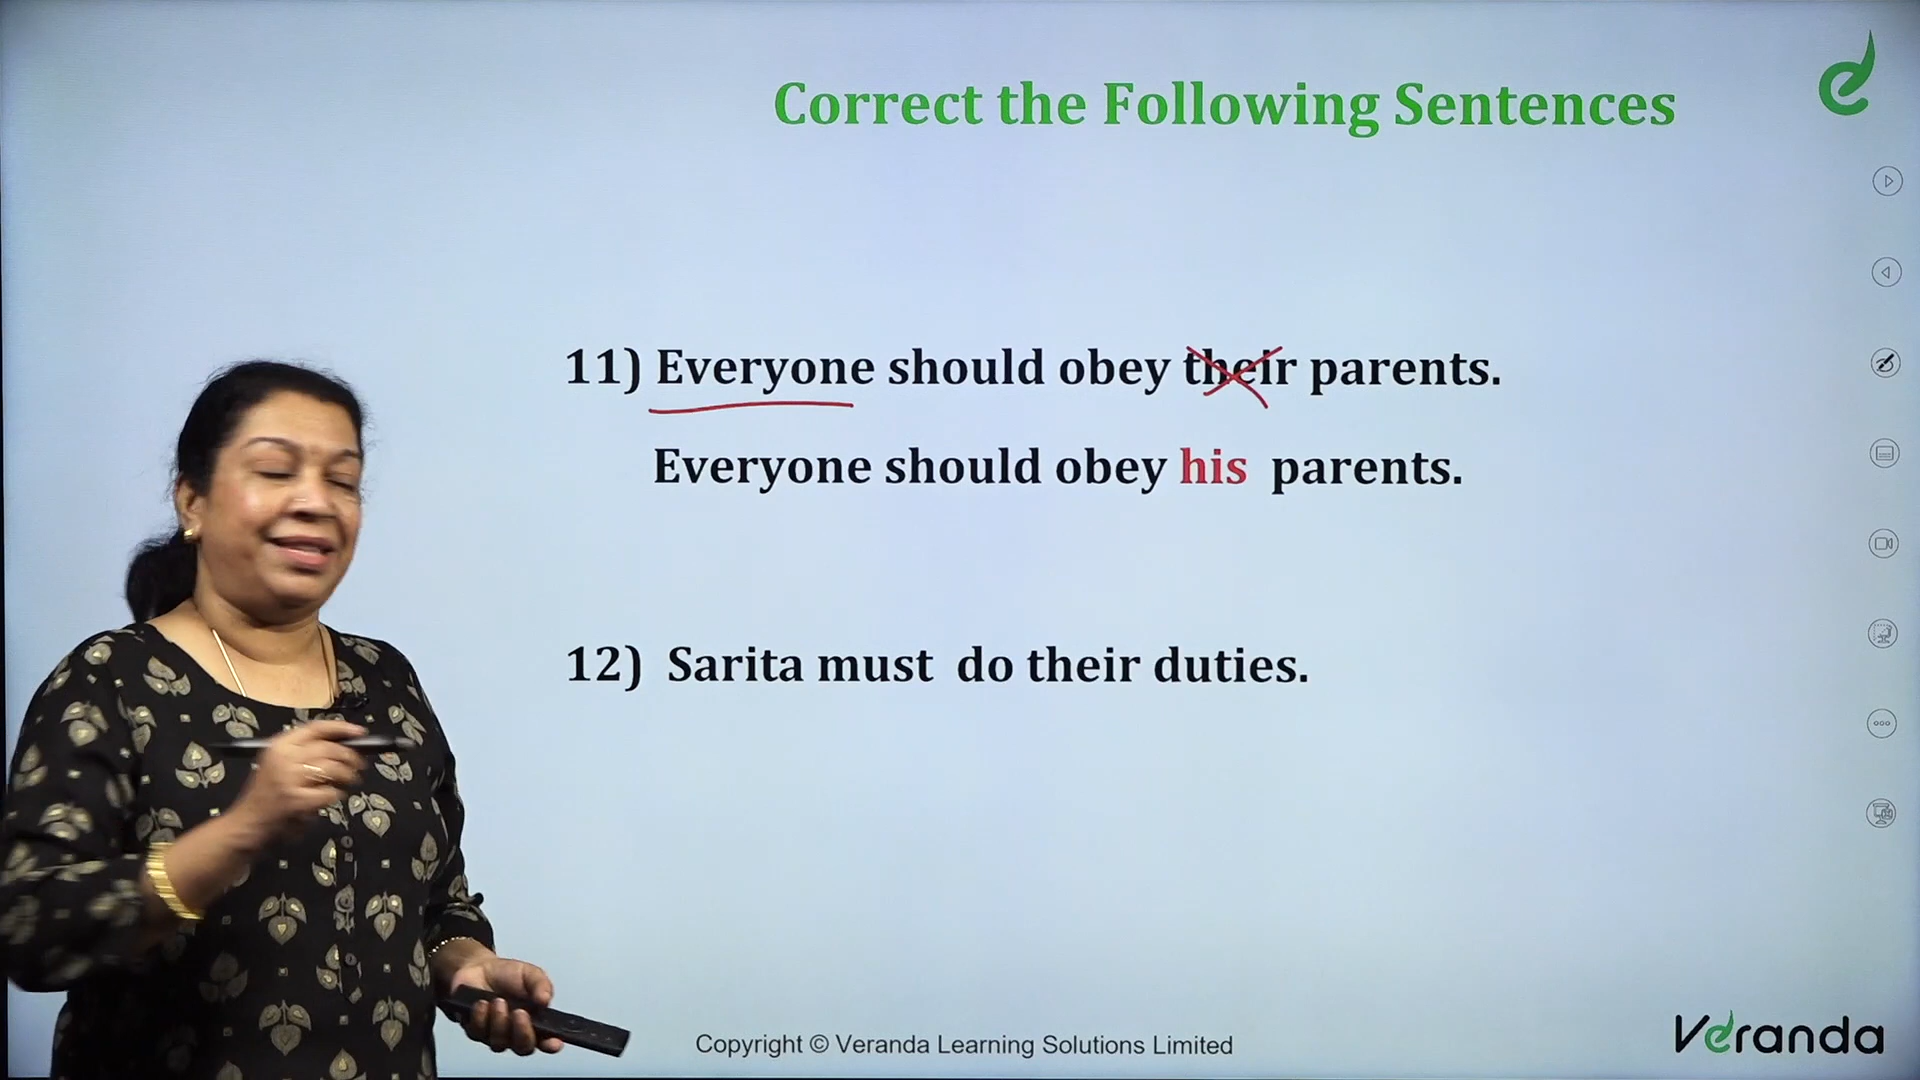 Correct the Following Sentences
11) Everyone should obey their parents.
Everyone should obey his parents.
12) Sarita must do their duties.
Copyright © Veranda Learning Solutions Limited
Veranda